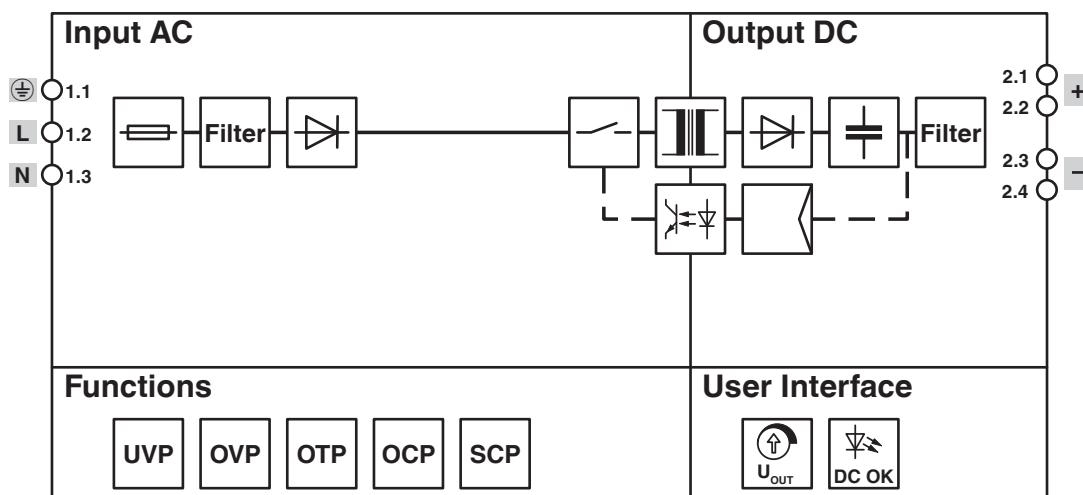 Input AC
Output DC
1.1
L 1.2
N 1.3
Filter
Filter
2.1
2.2
+
2.3
2.4
–
Functions
UVP
OVP
OTP
OCP
SCP
User Interface
UOUT
DC OK